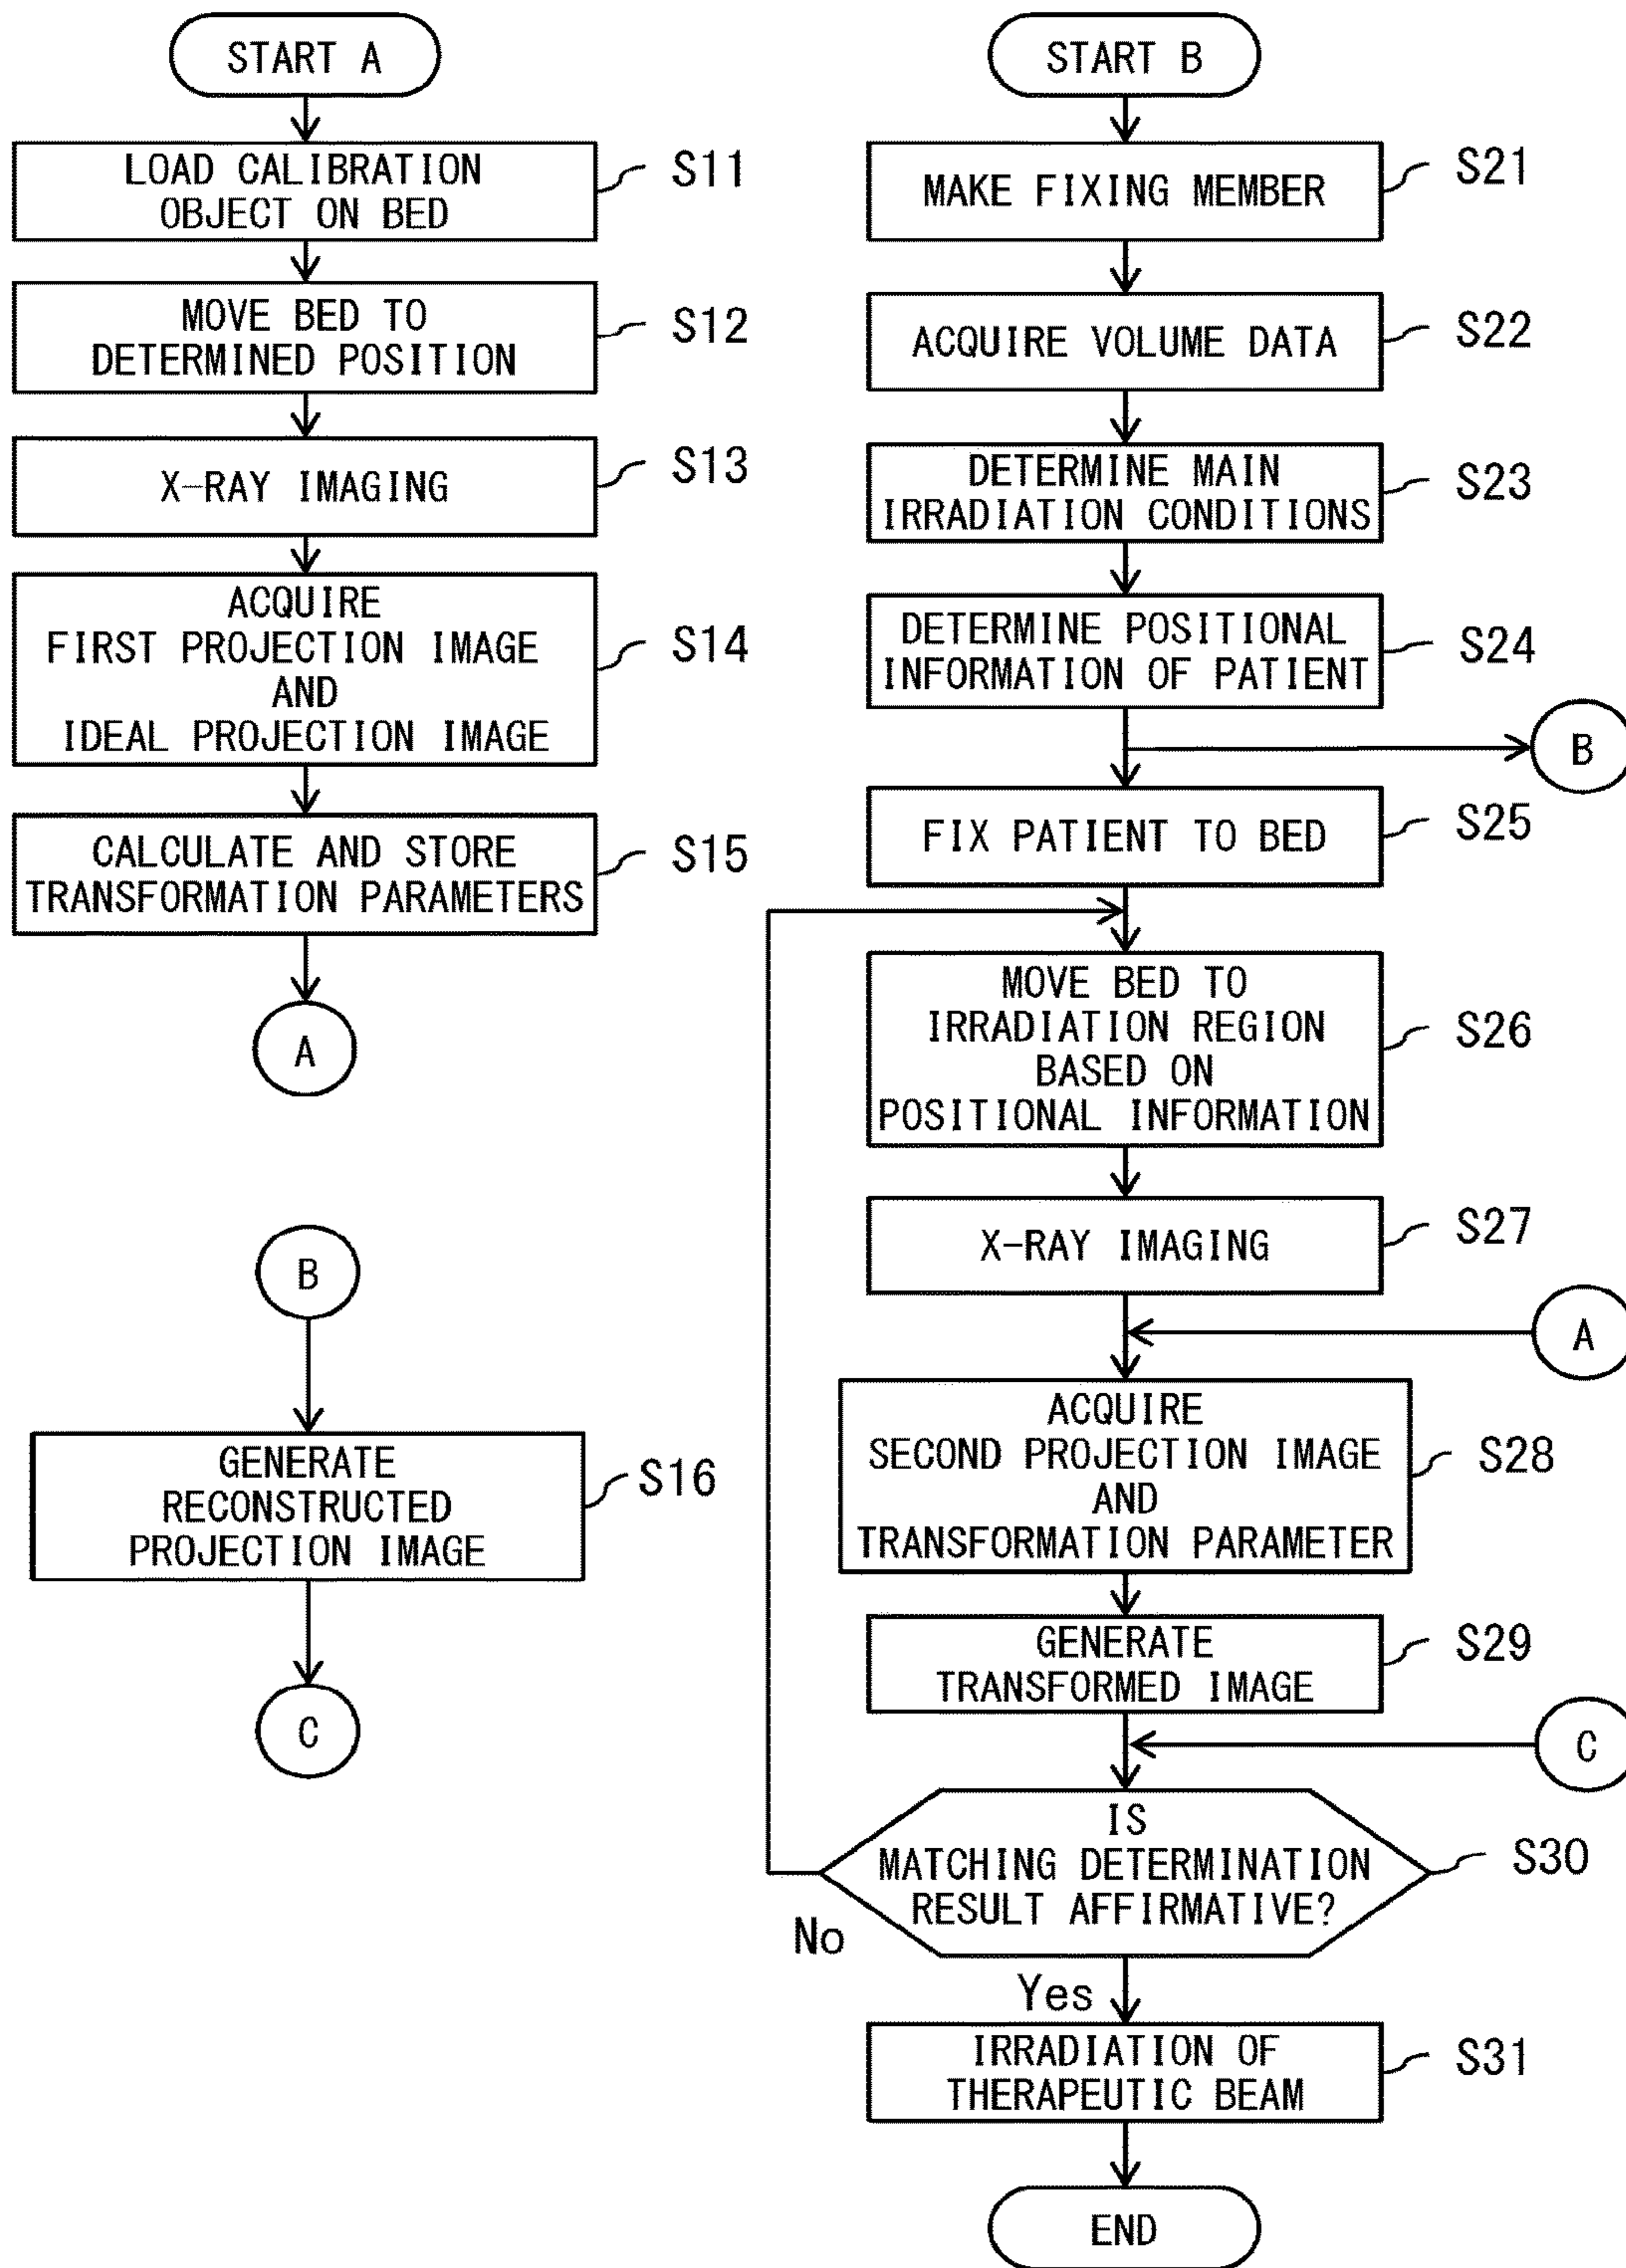 START A
LOAD CALIBRATION
OBJECT ON BED
S11
MOVE BED TO
DETERMINED POSITION
S12
X-RAY IMAGING
S13
ACQUIRE
FIRST PROJECTION IMAGE
AND
IDEAL PROJECTION IMAGE
S14
CALCULATE AND STORE
TRANSFORMATION PARAMETERS
S15
A
B
GENERATE
RECONSTRUCTED
PROJECTION IMAGE
S16
C
START B
MAKE FIXING MEMBER
S21
ACQUIRE VOLUME DATA
S22
DETERMINE MAIN
IRRADIATION CONDITIONS
S23
DETERMINE POSITIONAL
INFORMATION OF PATIENT
S24
B
FIX PATIENT TO BED
S25
MOVE BED TO
IRRADIATION REGION
BASED ON
POSITIONAL INFORMATION
S26
X-RAY IMAGING
S27
A
ACQUIRE
SECOND PROJECTION IMAGE
AND
TRANSFORMATION PARAMETER
S28
GENERATE
TRANSFORMED IMAGE
S29
C
IS
MATCHING DETERMINATION
RESULT AFFIRMATIVE?
S30
No
Yes
IRRADIATION OF
THERAPEUTIC BEAM
S31
END